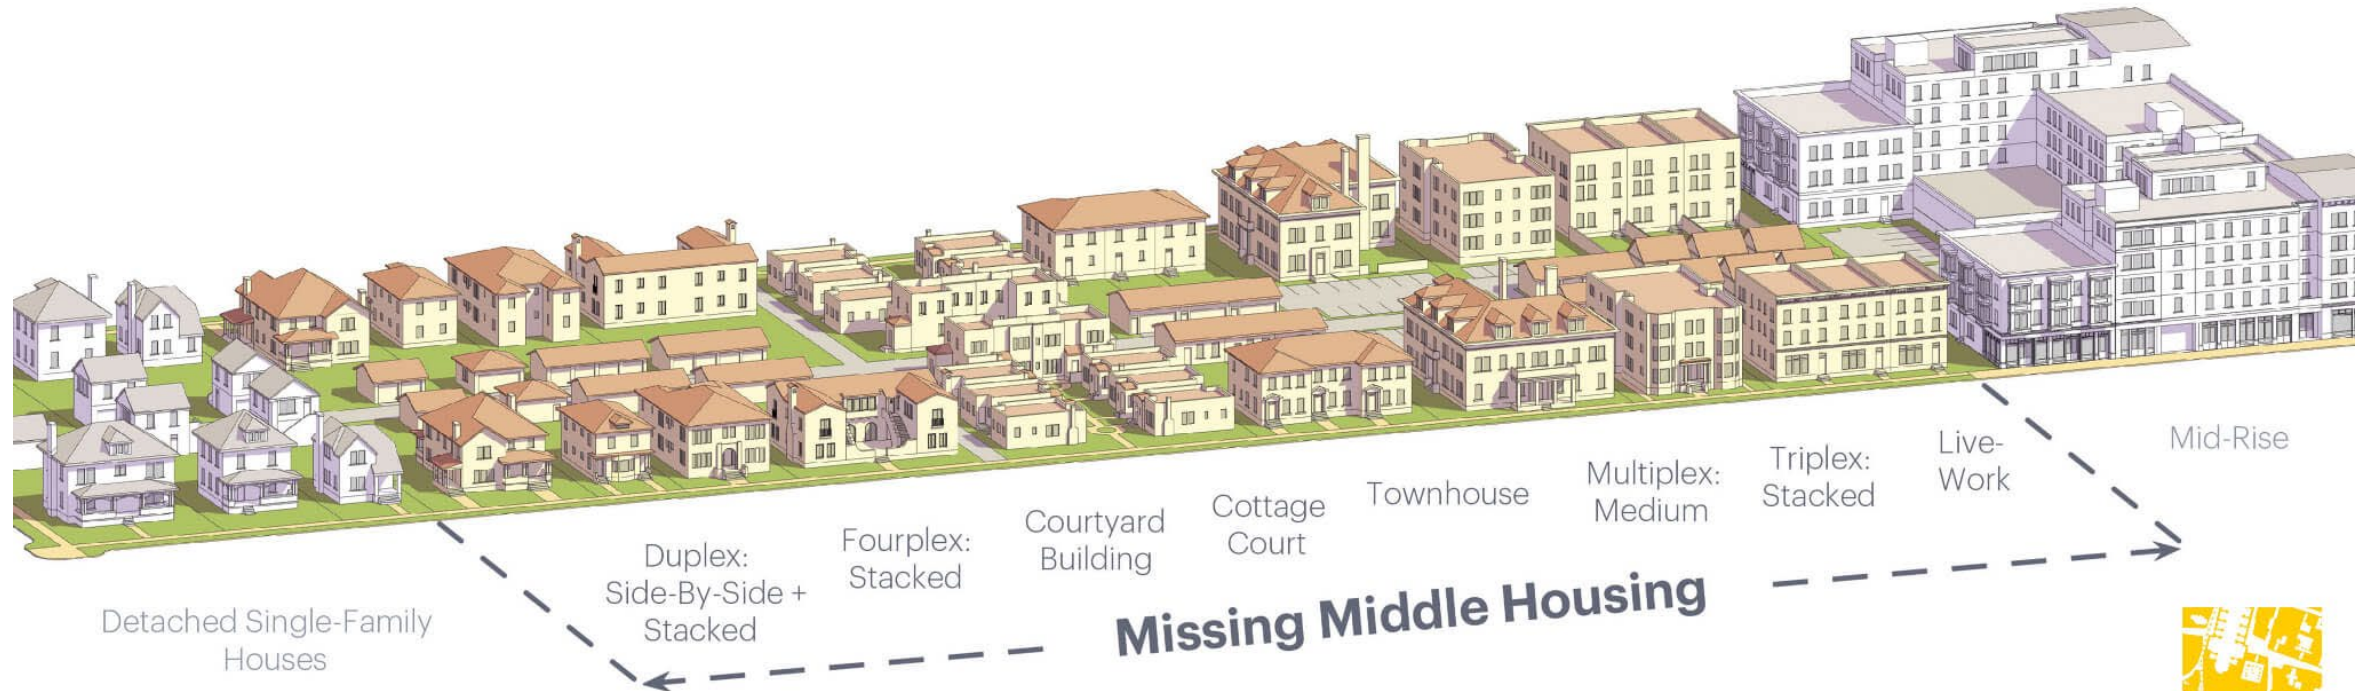 Detached Single-Family
Houses
Duplex:
Side-By-Side +
Stacked
Fourplex:
Stacked
Courtyard
Building
Cottage
Court
Townhouse
Multiplex:
Medium
Triplex:
Stacked
Live-
Work
Mid-Rise
Missing Middle Housing